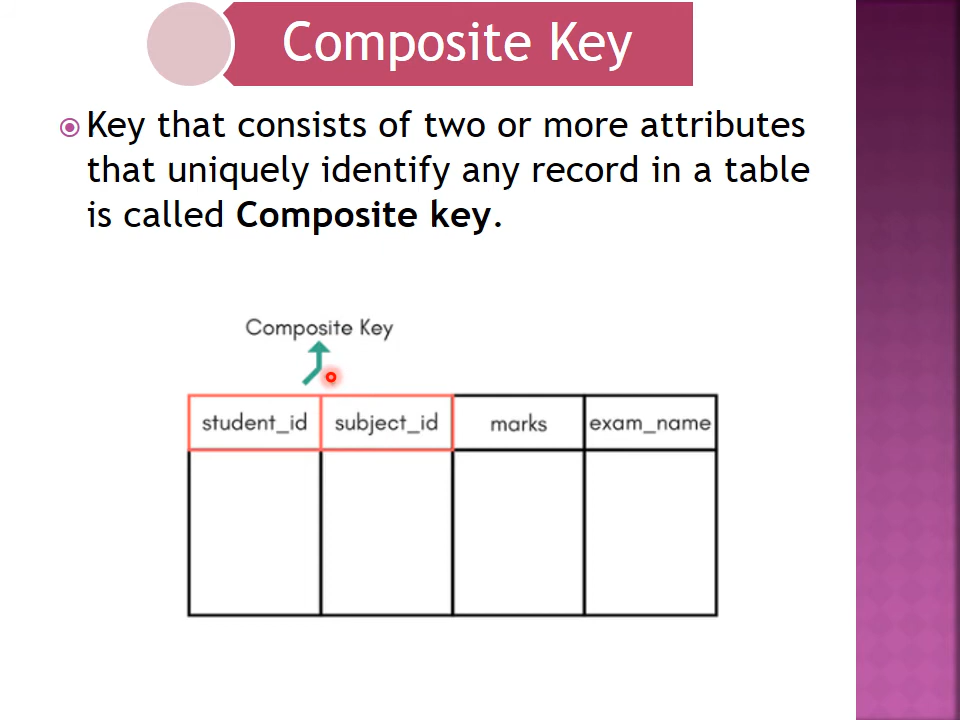 Composite Key
Key that consists of two or more attributes
that uniquely identify any record in a table
is called Composite key.
Composite Key
student_id subject_id marks exam_name